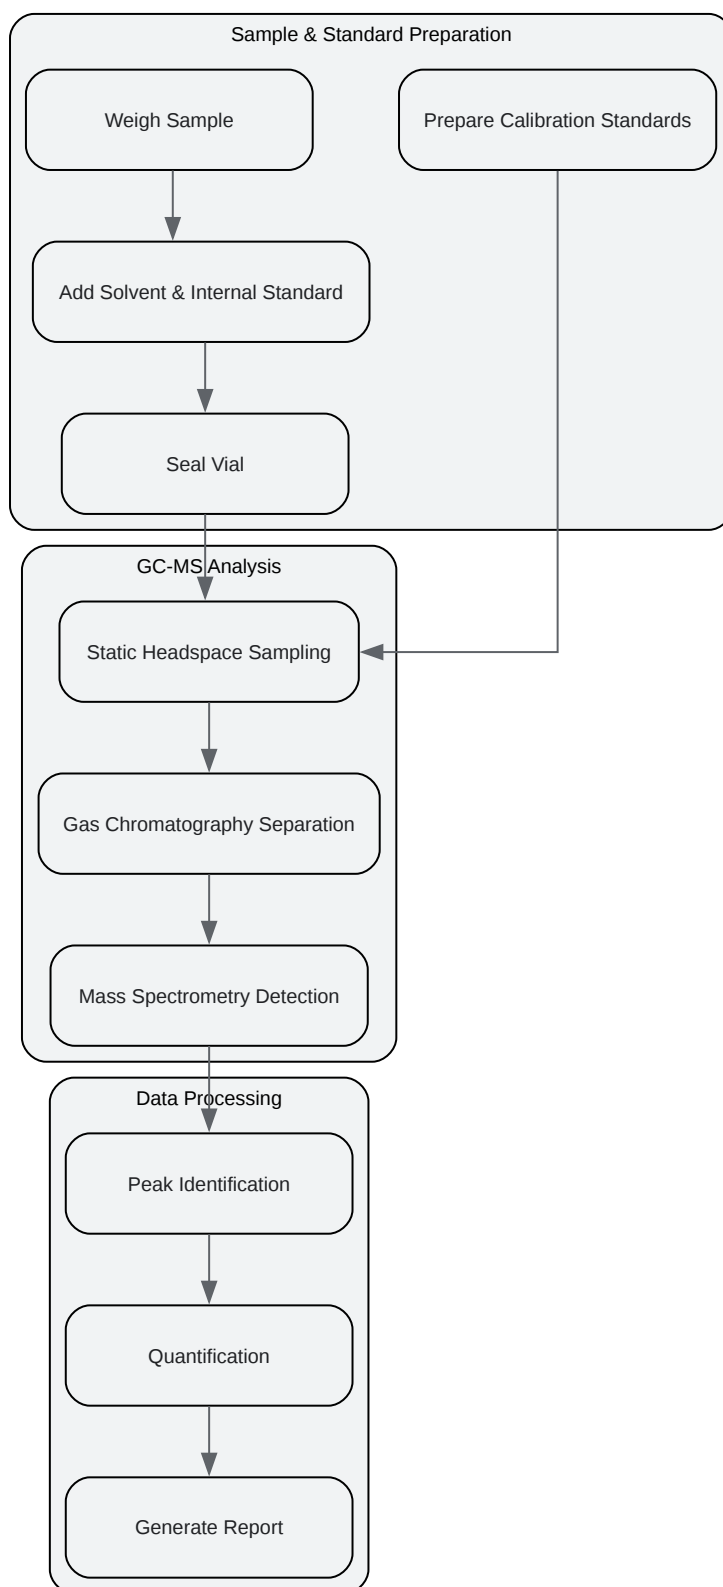 Sample & Standard Preparation
Weigh Sample
Prepare Calibration Standards
Add Solvent & Internal Standard
Seal Vial
GC-MS Analysis
Static Headspace Sampling
Gas Chromatography Separation
Mass Spectrometry Detection
Data Processing
Peak Identification
Quantification
Generate Report